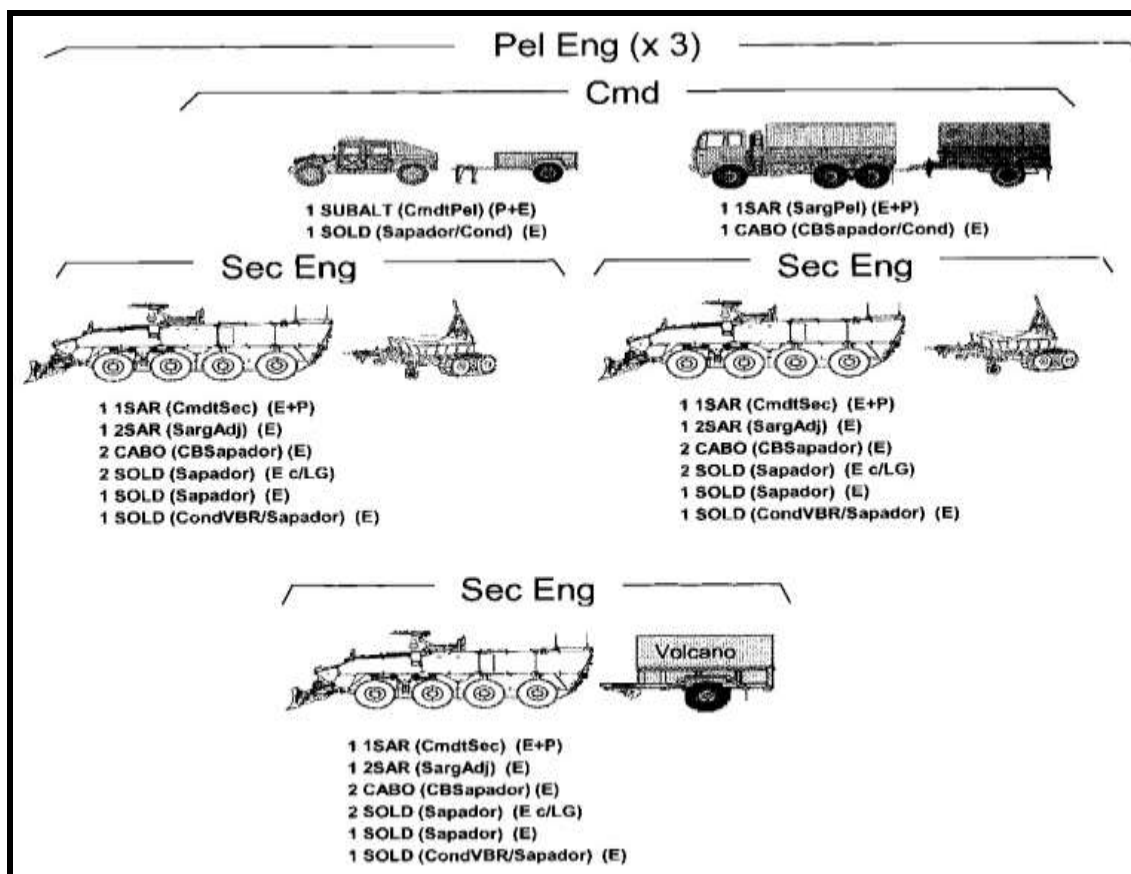 Pel Eng (x 3)
Cmd
1 SUBALT (CmdtPel) (P+E)
1 SOLD (Sapador/Cond) (E)
1 1SAR (SargPel) (E+P)
1 CABO (CBSapador/Cond) (E)
Sec Eng
1 1SAR (CmdtSec) (E+P)
1 2SAR (SargAdj) (E)
2 CABO (CBSapador) (E)
2 SOLD (Sapador) (E c/LG)
1 SOLD (Sapador) (E)
1 SOLD (CondVBR/Sapador) (E)
Sec Eng
1 1SAR (CmdtSec) (E+P)
1 2SAR (SargAdj) (E)
2 CABO (CBSapador) (E)
2 SOLD (Sapador) (E c/LG)
1 SOLD (Sapador) (E)
1 SOLD (CondVBR/Sapador) (E)
Sec Eng
Volcano
1 1SAR (CmdtSec) (E+P)
1 2SAR (SargAdj) (E)
2 CABO (CBSapador) (E)
2 SOLD (Sapador) (E c/LG)
1 SOLD (Sapador) (E)
1 SOLD (CondVBR/Sapador) (E)